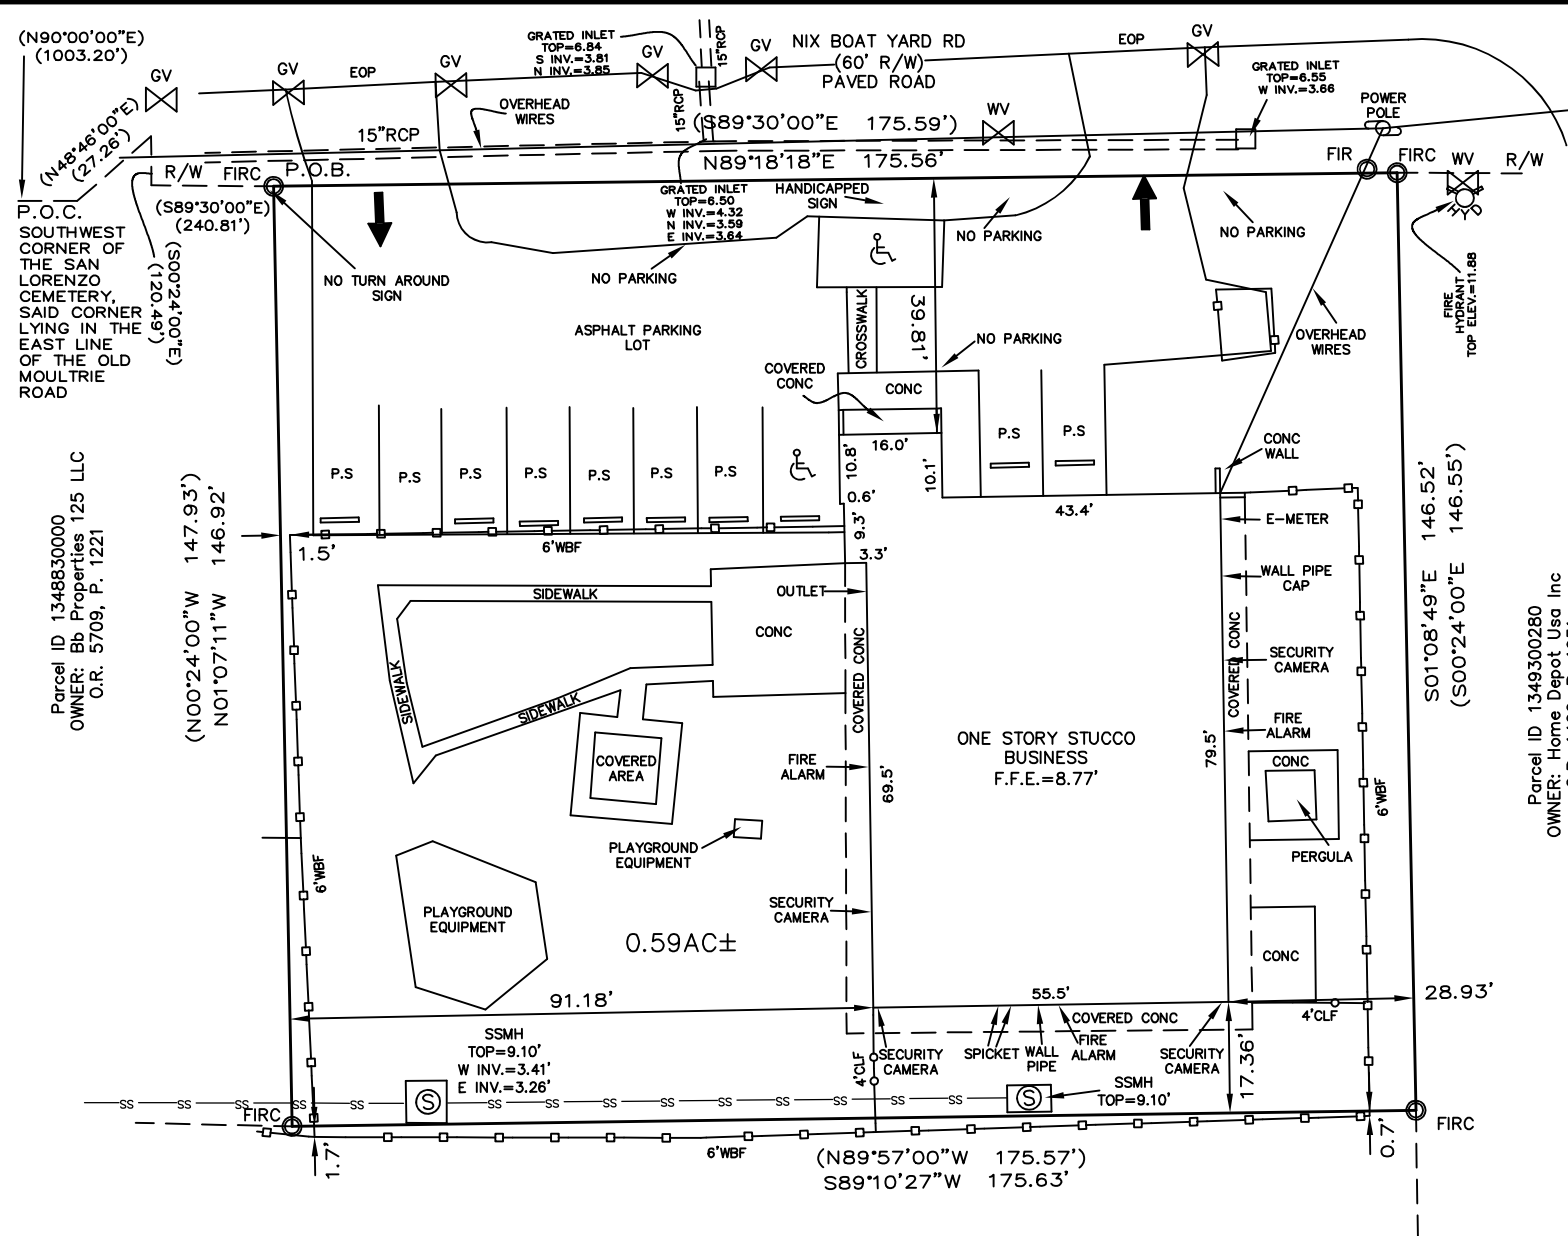 (N90°00'00"E)
(1003.20')
GV
GV
EOP
GV
GRATED INLET
TOP=6.84
S INV.=3.81
N INV.=3.85
GV
15"RCP
GV
NIX BOAT YARD RD
(60' R/W)
PAVED ROAD
EOP
GV
GRATED INLET
TOP=6.55
W INV.=3.66
POWER
POLE
(N48°46'00"E)
(27.26')
15"RCP
OVERHEAD
WIRES
15"RCP
(S89°30'00"E 175.59')
WV
N89°18'18"E 175.56'
R/W
FIRC
P.O.B.
FIR
FIRC
WV
R/W
HYD
P.O.C.
SOUTHWEST
CORNER OF
THE SAN
LORENZO
CEMETERY,
SAID CORNER
LYING IN THE
EAST LINE
OF THE OLD
MOULTRIE
ROAD
(S89°30'00"E)
(240.81')
(S00°24'00"E)
(120.49')
NO TURN AROUND
SIGN
GRATED INLET
TOP=6.50
W INV.=4.32
N INV.=3.59
E INV.=3.64
HANDICAPPED
SIGN
NO PARKING
NO PARKING
NO PARKING
FIRE
HYDRANT
TOP ELEV.=11.88
ASPHALT PARKING
LOT
CROSSWALK
39.81'
NO PARKING
OVERHEAD
WIRES
COVERED
CONC
CONC
16.0'
10.8'
10.1'
0.6'
9.3'
3.3'
P.S
P.S
P.S
P.S
P.S
P.S
P.S
P.S
P.S
43.4'
CONC
WALL
E-METER
WALL PIPE
CAP
Parcel ID 1348830000
OWNER: Bb Properties 125 LLC
O.R. 5709, P. 1221
(N00°24'00"W 147.93')
N01°07'11"W 146.92'
1.5'
6'WBF
SIDEWALK
SIDEWALK
SIDEWALK
OUTLET
CONC
COVERED CONC
COVERED CONC
SECURITY
CAMERA
FIRE
ALARM
S01°08'49"E 146.52'
(S00°24'00"E 146.55')
Parcel ID 1349300280
OWNER: Home Depot Usa Inc
COVERED
AREA
FIRE
ALARM
69.5'
ONE STORY STUCCO
BUSINESS
F.F.E.=8.77'
79.5'
CONC
PERGULA
6'WBF
PLAYGROUND
EQUIPMENT
6'WBF
PLAYGROUND
EQUIPMENT
SECURITY
CAMERA
0.59AC±
CONC
91.18'
55.5'
28.93'
COVERED CONC
4'CLF
SSMH
TOP=9.10'
W INV.=3.41'
E INV.=3.26'
4'CLF
SECURITY
CAMERA
SPICKET
WALL
PIPE
FIRE
ALARM
SECURITY
CAMERA
17.36'
SSMH
TOP=9.10'
SS SS SS SS SS
S
SS SS SS SS SS SS SS SS SS
S
FIRC
FIRC
1.7'
6'WBF
0.7'
(N89°57'00"W 175.57')
S89°10'27"W 175.63'